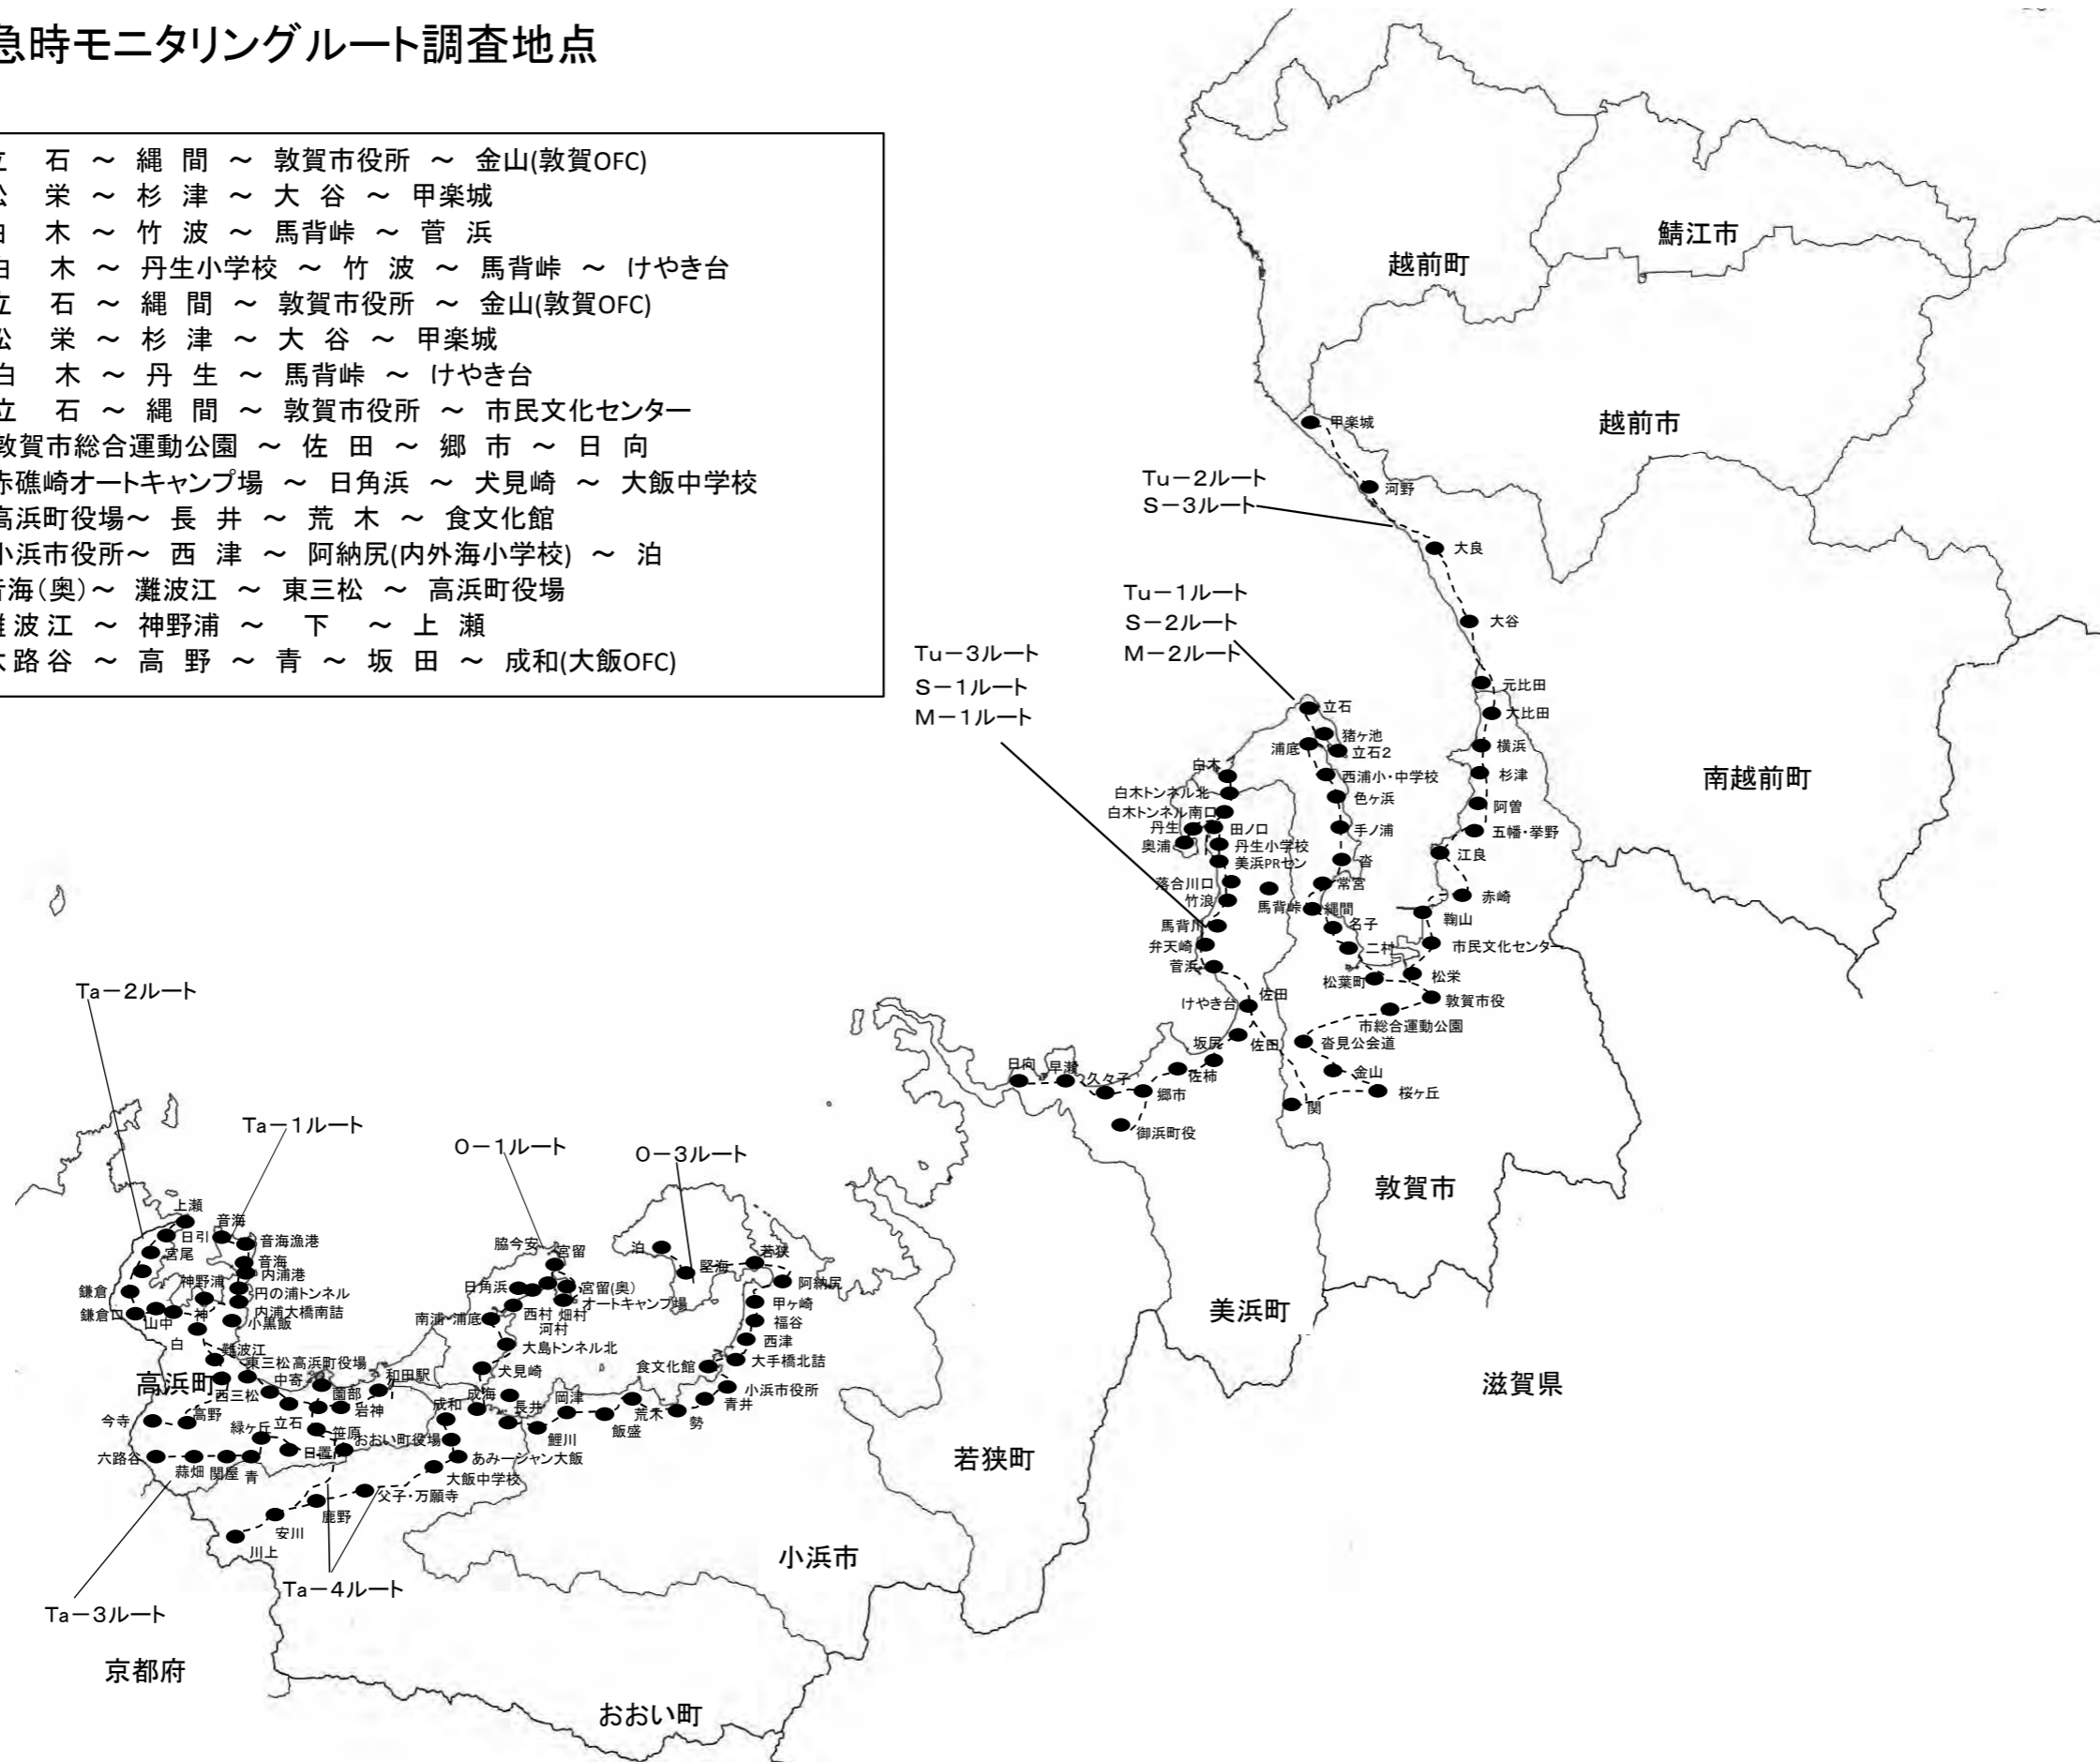 急時モニタリングルート調査地点
立 石 ～ 縄 間 ～ 敦賀市役所 ～ 金山(敦賀OFC)
松 栄 ～ 杉 津 ～ 大 谷 ～ 甲楽城
白 木 ～ 竹 波 ～ 馬背峠 ～ 菅 浜
白 木 ～ 丹生小学校 ～ 竹 波 ～ 馬背峠 ～ けやき台
立 石 ～ 縄 間 ～ 敦賀市役所 ～ 金山(敦賀OFC)
松 栄 ～ 杉 津 ～ 大 谷 ～ 甲楽城
白 木 ～ 丹 生 ～ 馬背峠 ～ けやき台
立 石 ～ 縄 間 ～ 敦賀市役所 ～ 市民文化センター
敦賀市総合運動公園 ～ 佐 田 ～ 郷 市 ～ 日 向
赤礁崎オートキャンプ場 ～ 日角浜 ～ 犬見崎 ～ 大飯中学校
高浜町役場～ 長 井 ～ 荒 木 ～ 食文化館
小浜市役所～ 西 津 ～ 阿納尻(内外海小学校) ～ 泊
音海（奥）～ 灘波江 ～ 東三松 ～ 高浜町役場
難波江 ～ 神野浦 ～ 下 ～ 上 瀬
六路谷 ～ 高 野 ～ 青 ～ 坂 田 ～ 成和(大飯OFC)
鯖江市
越前町
越前市
甲楽城
Tu－2ルート
S－3ルート
河野
大良
Tu－1ルート
S－2ルート
M－2ルート
大谷
Tu－3ルート
S－1ルート
M－1ルート
元比田
大比田
立石
猪ヶ池
浦底
立石2
横浜
白木
西浦小・中学校
杉津
南越前町
白木トンネル北
色ヶ浜
阿曽
白木トンネル南口
丹生
田ノ口
手ノ浦
五幡・挙野
奥浦
丹生小学校
美浜PRセン
沓
江良
落合川口
常宮
竹浪
馬背峠
縄間
赤崎
馬背川
名子
鞠山
弁天崎
二村
市民文化センター
菅浜
松葉町
松栄
けやき台
佐田
敦賀市役
市総合運動公園
坂尻
佐田
沓見公会道
日向
早瀬
久々子
佐柿
金山
郷市
桜ヶ丘
関
御浜町役
敦賀市
美浜町
滋賀県
若狭町
小浜市
Ta－2ルート
Ta－1ルート
O－1ルート
O－3ルート
上瀬
音海
日引
音海漁港
宮尾
音海
内浦港
神野浦
円の浦トンネル
鎌倉
内浦大橋南詰
鎌倉口
山中
神
小黒飯
白
難波江
脇今安
宮留
日角浜
宮留(奥)
オートキャンプ場
南浦
浦底
西村
畑村
河村
大島トンネル北
犬見崎
泊
堅海
若狭
阿納尻
甲ヶ崎
福谷
西津
食文化館
大手橋北詰
小浜市役所
青井
勢
荒木
飯盛
岡津
鯉川
長井
成海
成和
東三松
高浜町役場
高浜町
中寄
和田駅
西三松
薗部
岩神
今寺
高野
緑ヶ丘
立石
笹原
おおい町役場
日置
六路谷
蒜畑
関屋
青
あみーシャン大飯
大飯中学校
父子・万願寺
鹿野
安川
川上
Ta－4ルート
Ta－3ルート
京都府
おおい町